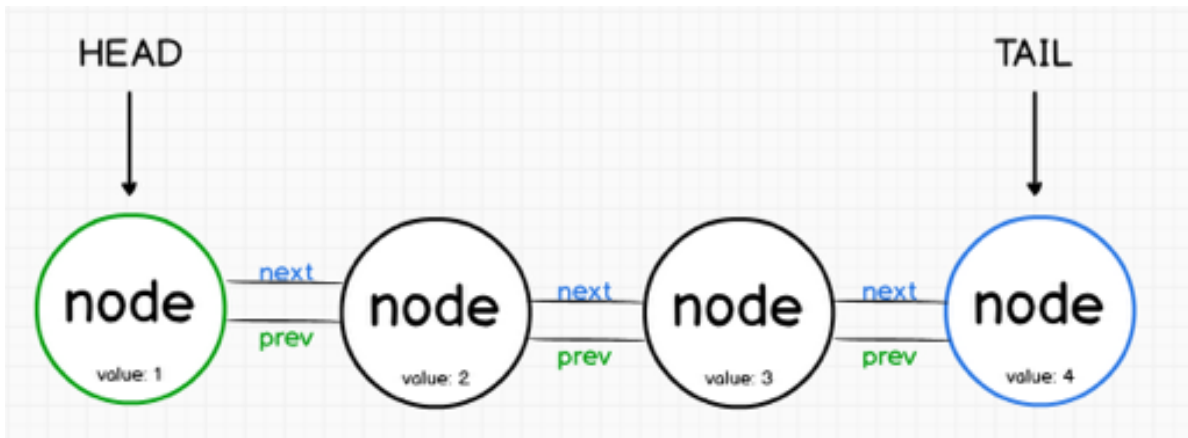 HEAD
TAIL
next
next
next
node
node
node
node
prev
prev
prev
value: 1
value: 2
value: 3
value: 4